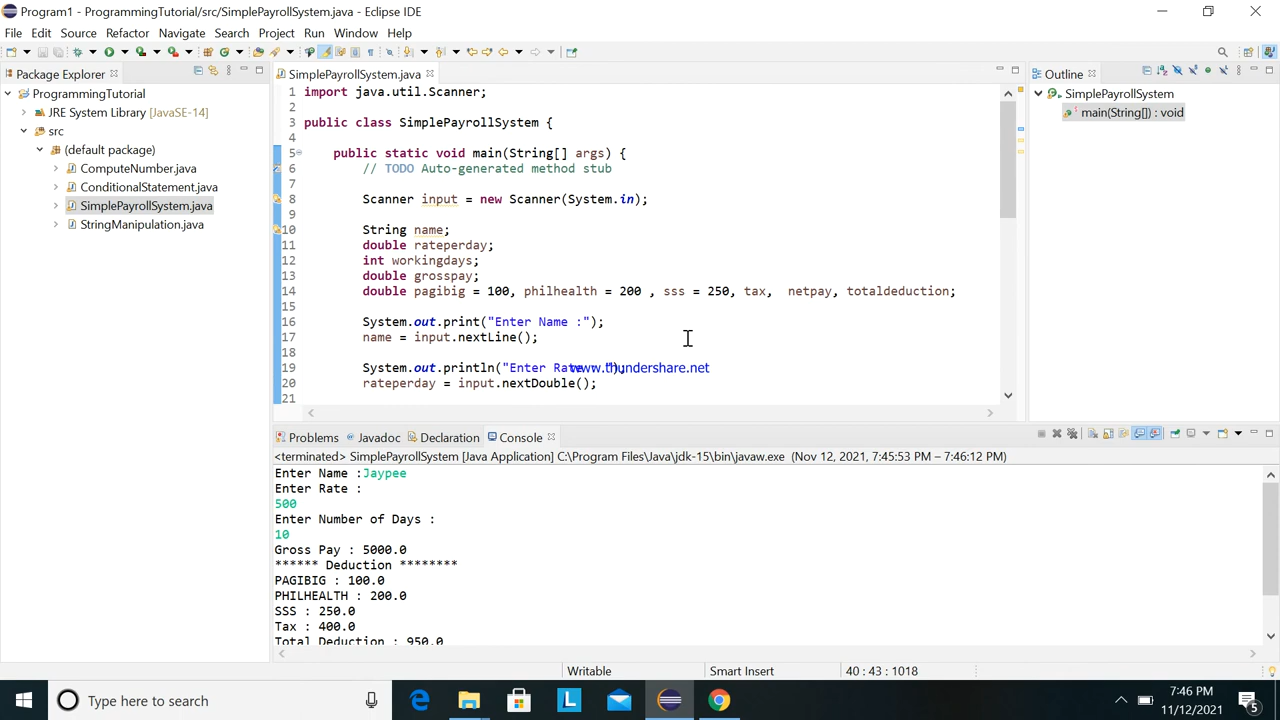 Program1 - ProgrammingTutorial/src/SimplePayrollSystem.java - Eclipse IDE
File Edit Source Refactor Navigate Search Project Run Window Help
Package Explorer
ProgrammingTutorial
JRE System Library [JavaSE-14]
src
(default package)
ComputeNumber.java
ConditionalStatement.java
SimplePayrollSystem.java
StringManipulation.java
SimplePayrollSystem.java
1 import java.util.Scanner;
2
3 public class SimplePayrollSystem {
4
5 public static void main(String[] args) {
6 // TODO Auto-generated method stub
7
8 Scanner input = new Scanner(System.in);
9
10 String name;
11 double rateperday;
12 int workingdays;
13 double grosspay;
14 double pagibig = 100, philhealth = 200 , sss = 250, tax, netpay, totaldeduction;
15
16 System.out.print("Enter Name :");
17 name = input.nextLine();
18
19 System.out.println("Enter Rate : ");
www.thundershare.net
20 rateperday = input.nextDouble();
21
Outline
SimplePayrollSystem
main(String[]) : void
Problems Javadoc Declaration Console
<terminated> SimplePayrollSystem [Java Application] C:\Program Files\Java\jdk-15\bin\javaw.exe (Nov 12, 2021, 7:45:53 PM – 7:46:12 PM)
Enter Name :Jaypee
Enter Rate :
500
Enter Number of Days :
10
Gross Pay : 5000.0
****** Deduction ********
PAGIBIG : 100.0
PHILHEALTH : 200.0
SSS : 250.0
Tax : 400.0
Total Deduction : 950.0
Writable Smart Insert 40 : 43 : 1018
Type here to search
7:46 PM
11/12/2021
5